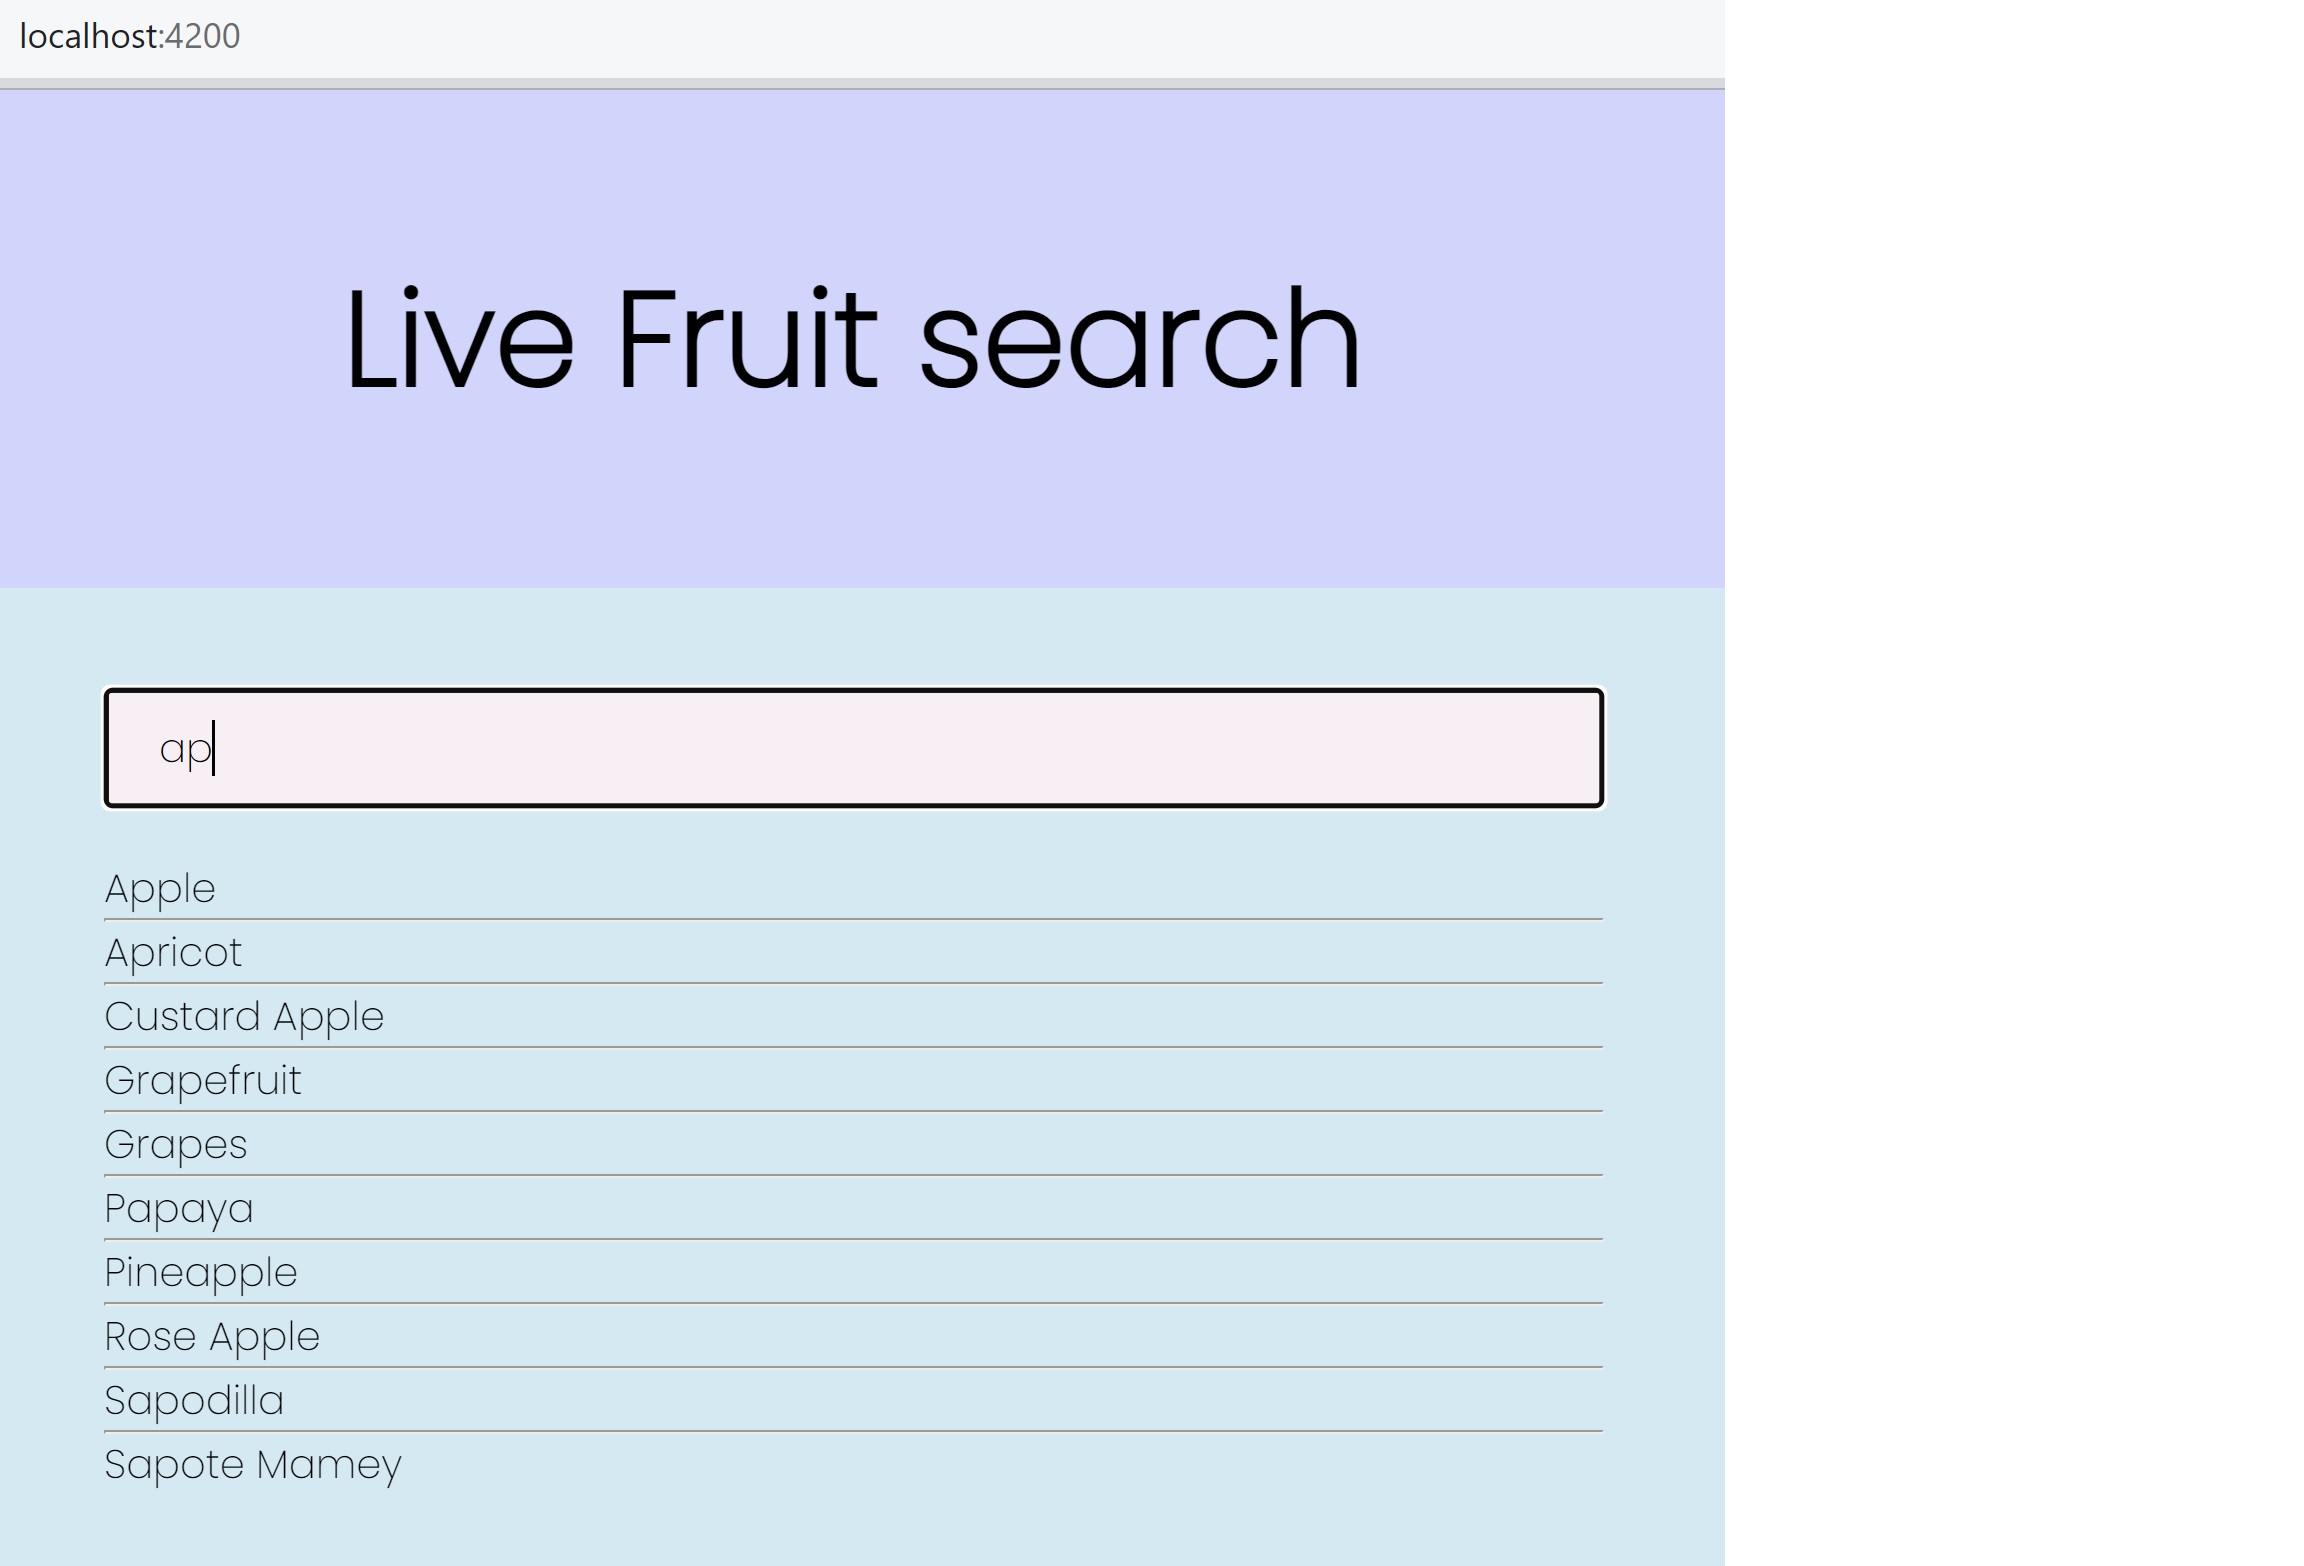 localhost:4200
Live Fruit search
ap
Apple
Apricot
Custard Apple
Grapefruit
Grapes
Papaya
Pineapple
Rose Apple
Sapodilla
Sapote Mamey